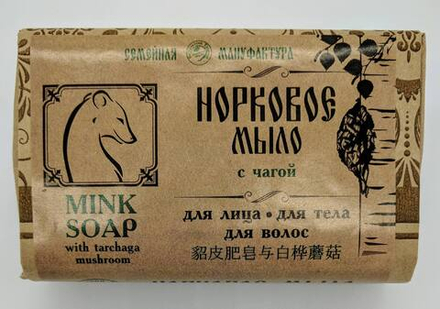 СЕМЕЙНАЯ МАНУФАКТУРА
НОРКОВОЕ
МЫЛО
с чагой
MINK
SOAP
with tarchaga
mushroom
для лица • для тела
для волос
貂皮肥皂与白桦蘑菇